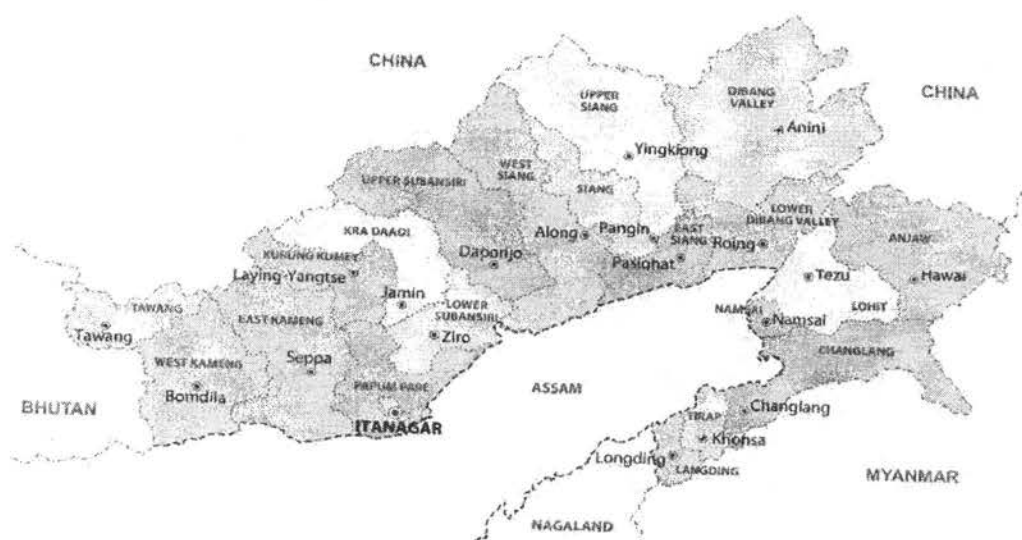 CHINA
CHINA
UPPER
SIANG
DIBANG
VALLEY
Anini
Yingkiong
WEST
SIANG
UPPER SUBANSIRI
SIANG
LOWER
DIBANG VALLEY
KRA DAADI
Along
Pangin
EAST
SIANG
Roing
ANJAW
KURUNG KUMEY
Daporijo
Pasighat
Laying-Yangtse
Tezu
Hawai
Jamin
LOWER
SUBANSIRI
TAWANG
EAST KAMENG
LOHIT
NAMSAI
Namsai
Tawang
Ziro
CHANGLANG
WEST KAMENG
Seppa
Bomdila
PAPUM PARE
ASSAM
BHUTAN
ITANAGAR
Changlang
TIRAP
Khonsa
Longding
LANGDING
MYANMAR
NAGALAND